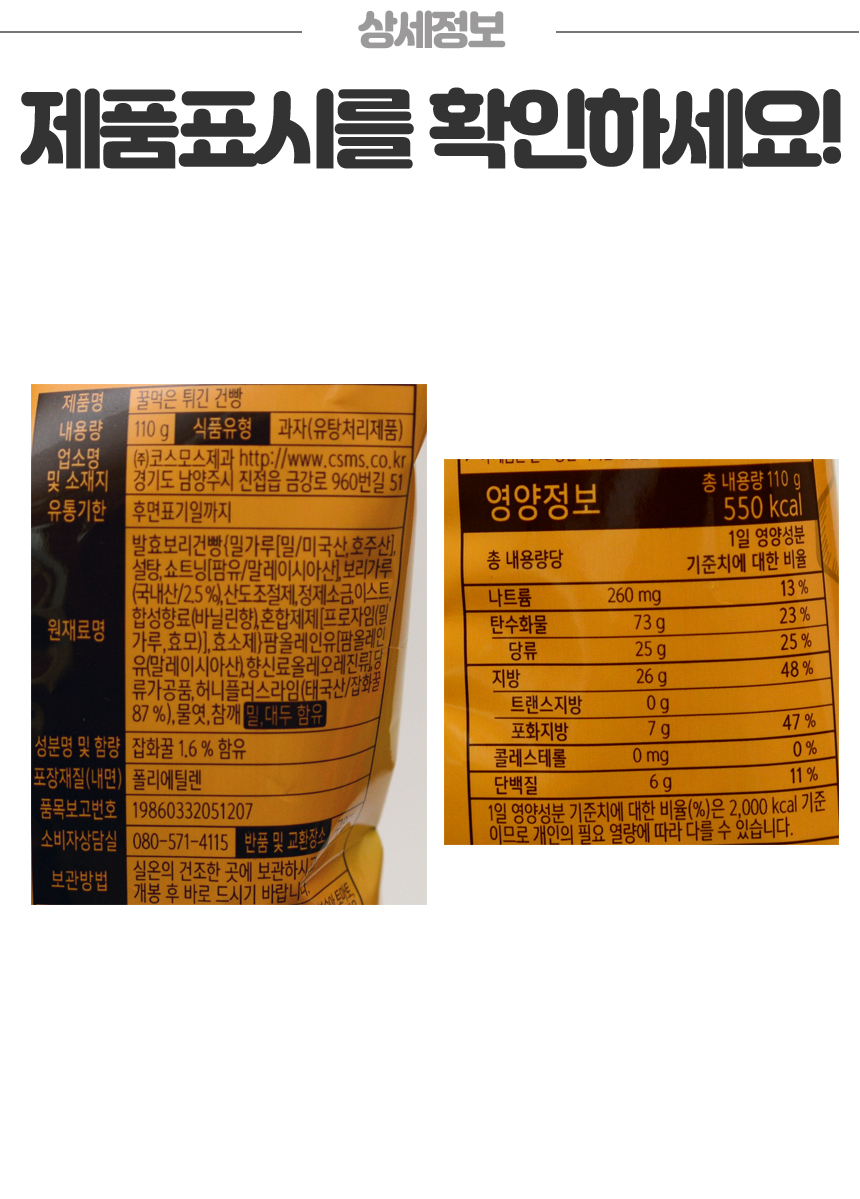 상세정보
제품표시를 확인하세요!
제품명 꿀먹은 튀긴 건빵
내용량 110 g 식품유형 과자(유탕처리제품)
업소명 및 소재지 (주)코스모스제과 http://www.csms.co.kr
경기도 남양주시 진접읍 금강로 960번길 51
유통기한 후면표기일까지
원재료명
발효보리건빵{밀가루[밀/미국산,호주산],
설탕,쇼트닝[팜유/말레이시아산],보리가루
(국내산/2.5 %),산도조절제,정제소금,이스트,
합성향료(바닐린향),혼합제제[프로자임(밀
가루,효모)],효소제}팜올레인유[팜올레인
유(말레이시아산),향신료올레오레진류],당
류가공품,허니플러스라임(태국산/잡화꿀
87 %),물엿,참깨 밀,대두 함유
성분명 및 함량 잡화꿀 1.6 % 함유
포장재질(내면) 폴리에틸렌
품목보고번호 19860332051207
소비자상담실 080-571-4115 반품 및 교환장소
보관방법 실온의 건조한 곳에 보관하시
개봉 후 바로 드시기 바랍니다.
영양정보 총 내용량 110 g
550 kcal
총 내용량당 1일 영양성분
기준치에 대한 비율
나트륨 260 mg 13 %
탄수화물 73 g 23 %
당류 25 g 25 %
지방 26 g 48 %
트랜스지방 0 g
포화지방 7 g 47 %
콜레스테롤 0 mg 0 %
단백질 6 g 11 %
1일 영양성분 기준치에 대한 비율(%)은 2,000 kcal 기준
이므로 개인의 필요 열량에 따라 다를 수 있습니다.